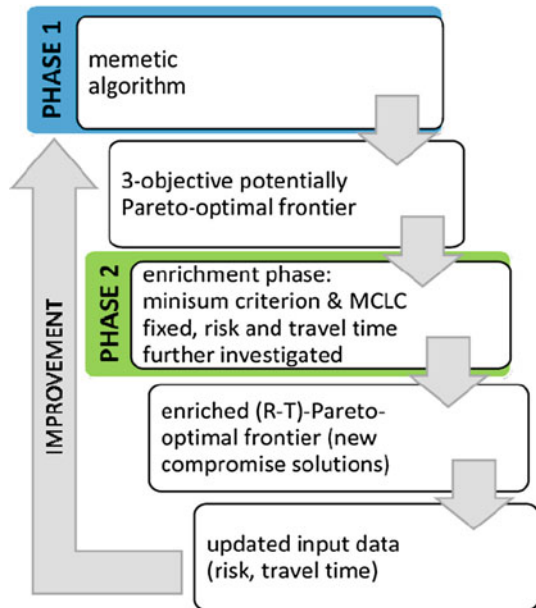 PHASE 1
memetic
algorithm
3-objective potentially
Pareto-optimal frontier
PHASE 2
enrichment phase:
minisum criterion & MCLC
fixed, risk and travel time
further investigated
enriched (R-T)-Pareto-
optimal frontier (new
compromise solutions)
updated input data
(risk, travel time)
IMPROVEMENT